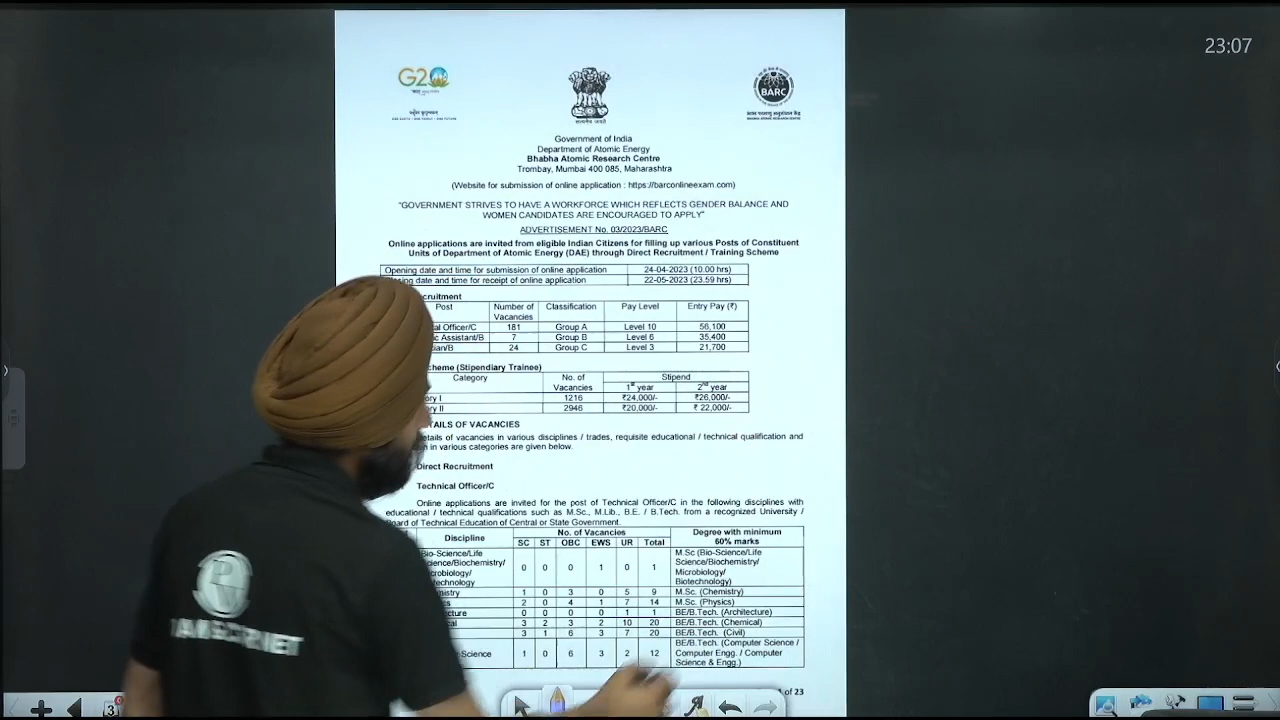 23:07
G20
BARC
सत्यमेव जयते
Government of India
Department of Atomic Energy
Bhabha Atomic Research Centre
Trombay, Mumbai 400 085, Maharashtra
(Website for submission of online application : https://barconlineexam.com)
"GOVERNMENT STRIVES TO HAVE A WORKFORCE WHICH REFLECTS GENDER BALANCE AND
WOMEN CANDIDATES ARE ENCOURAGED TO APPLY"
ADVERTISEMENT No. 03/2023/BARC
Online applications are invited from eligible Indian Citizens for filling up various Posts of Constituent
Units of Department of Atomic Energy (DAE) through Direct Recruitment / Training Scheme
Opening date and time for submission of online application 24-04-2023 (10.00 hrs)
date and time for receipt of online application 22-05-2023 (23.59 hrs)
cruitment
Post Number of Vacancies Classification Pay Level Entry Pay (₹)
al Officer/C 181 Group A Level 10 56,100
c Assistant/B 7 Group B Level 6 35,400
ian/B 24 Group C Level 3 21,700
cheme (Stipendiary Trainee)
Category No. of Vacancies Stipend
1st year 2nd year
ory I 1216 ₹24,000/- ₹26,000/-
ory II 2946 ₹20,000/- ₹ 22,000/-
TAILS OF VACANCIES
etails of vacancies in various disciplines / trades, requisite educational / technical qualification and
in various categories are given below.
Direct Recruitment
Technical Officer/C
Online applications are invited for the post of Technical Officer/C in the following disciplines with
educational / technical qualifications such as M.Sc., M.Lib., B.E. / B.Tech. from a recognized University /
Board of Technical Education of Central or State Government.
Discipline No. of Vacancies Degree with minimum 60% marks
SC ST OBC EWS UR Total
Bio-Science/Life
cience/Biochemistry/
crobiology/
technology 0 0 0 1 0 1 M.Sc (Bio-Science/Life Science/Biochemistry/ Microbiology/ Biotechnology)
mistry 1 0 3 0 5 9 M.Sc. (Chemistry)
s 2 0 4 1 7 14 M.Sc. (Physics)
cture 0 0 0 0 1 1 BE/B.Tech. (Architecture)
cal 3 2 3 2 10 20 BE/B.Tech. (Chemical)
3 1 6 3 7 20 BE/B.Tech. (Civil)
Science 1 0 6 3 2 12 BE/B.Tech. (Computer Science / Computer Engg. / Computer Science & Engg.)
of 23
3